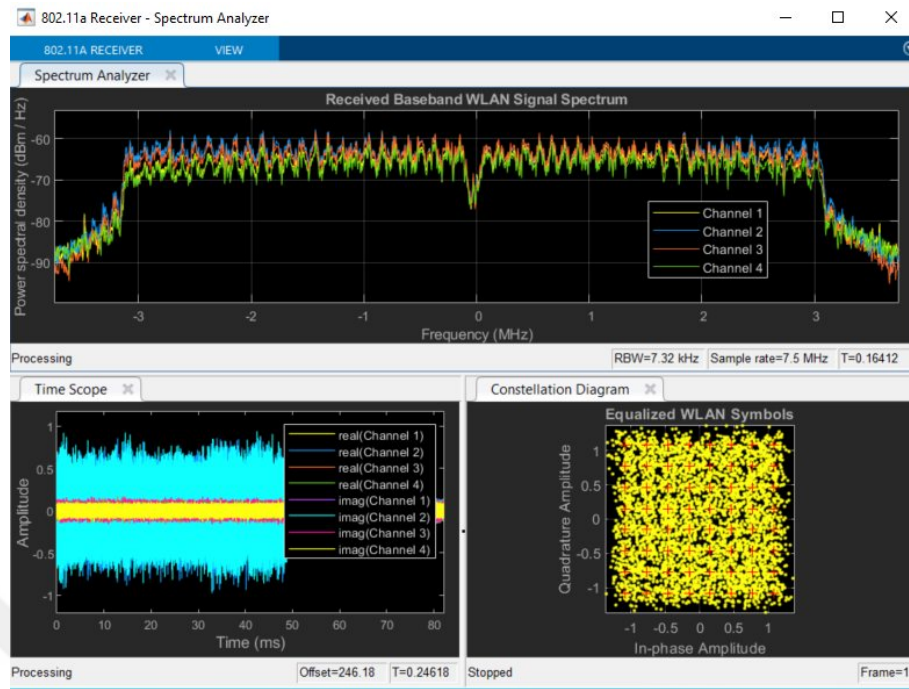 802.11a Receiver - Spectrum Analyzer
802.11A RECEIVER VIEW
Spectrum Analyzer
Received Baseband WLAN Signal Spectrum
Power spectral density (dBm / Hz)
-60
-70
-80
-90
Channel 1
Channel 2
Channel 3
Channel 4
-3 -2 -1 0 1 2 3
Frequency (MHz)
Processing RBW=7.32 kHz Sample rate=7.5 MHz T=0.16412
Time Scope
Amplitude
1
0.5
0
-0.5
-1
real(Channel 1)
real(Channel 2)
real(Channel 3)
real(Channel 4)
imag(Channel 1)
imag(Channel 2)
imag(Channel 3)
imag(Channel 4)
0 10 20 30 40 50 60 70 80
Time (ms)
Processing Offset=246.18 T=0.24618
Constellation Diagram
Equalized WLAN Symbols
Quadrature Amplitude
1
0.5
0
-0.5
-1
-1 -0.5 0 0.5 1
In-phase Amplitude
Stopped Frame=1